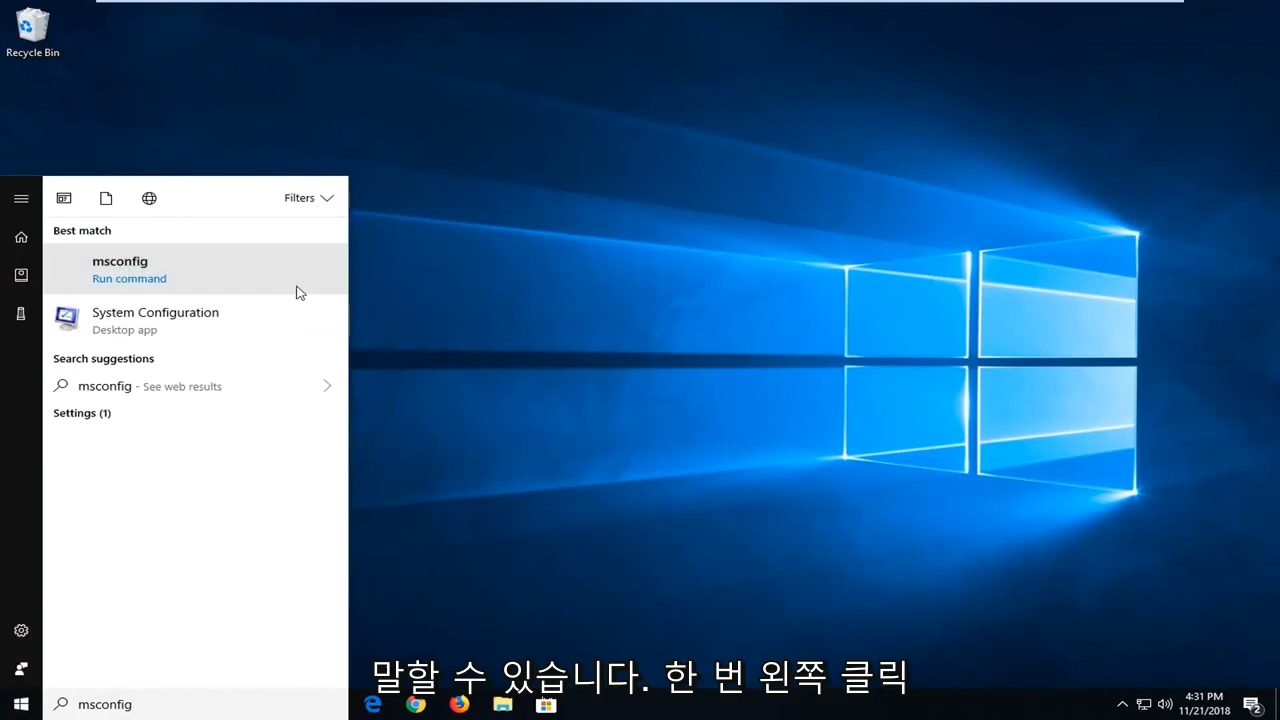 Recycle Bin
Filters
Best match
msconfig
Run command
System Configuration
Desktop app
Search suggestions
msconfig - See web results
Settings (1)
말할 수 있습니다. 한 번 왼쪽 클릭
msconfig
4:31 PM
11/21/2018
2